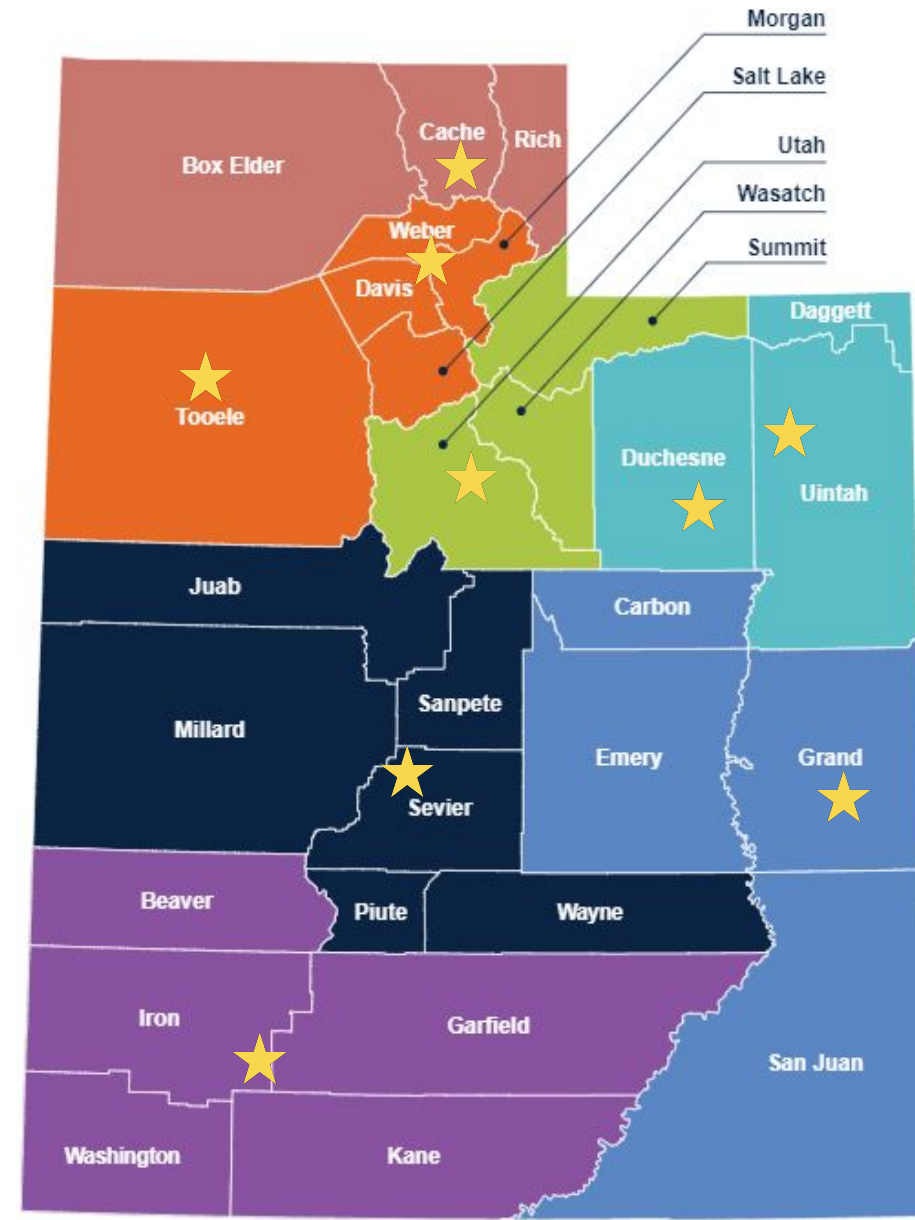 Morgan
Salt Lake
Cache
Rich
Utah
Box Elder
Wasatch
Weber
Summit
Davis
Daggett
Tooele
Duchesne
Uintah
Juab
Carbon
Sanpete
Millard
Emery
Grand
Sevier
Beaver
Piute
Wayne
Iron
Garfield
San Juan
Washington
Kane